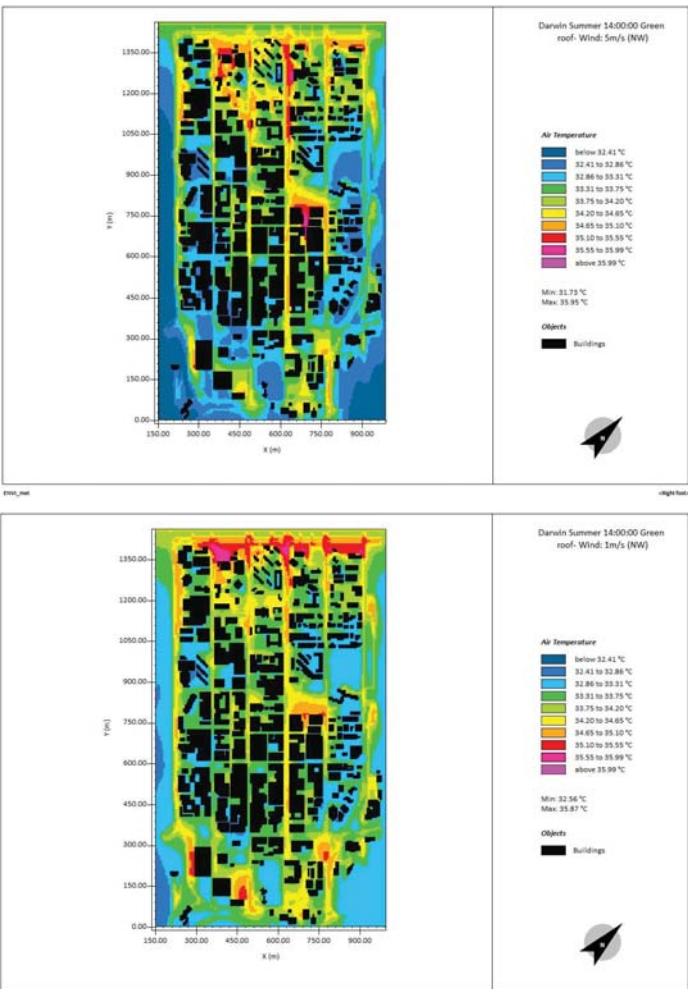 Darwin Summer 14:00:00 Green
roof- Wind: 5m/s (NW)
1350.00
1200.00
1050.00
900.00
750.00
600.00
450.00
300.00
150.00
0.00
Y (m)
150.00 300.00 450.00 600.00 750.00 900.00
X (m)
Air Temperature
below 32.41 °C
32.41 to 32.86 °C
32.86 to 33.31 °C
33.31 to 33.75 °C
33.75 to 34.20 °C
34.20 to 34.65 °C
34.65 to 35.10 °C
35.10 to 35.55 °C
35.55 to 35.99 °C
above 35.99 °C
Min: 31.73 °C
Max: 35.95 °C
Objects
Buildings
N
ENVI_met
<Right foot
Darwin Summer 14:00:00 Green
roof- Wind: 1m/s (NW)
1350.00
1200.00
1050.00
900.00
750.00
600.00
450.00
300.00
150.00
0.00
Y (m)
150.00 300.00 450.00 600.00 750.00 900.00
X (m)
Air Temperature
below 32.41 °C
32.41 to 32.86 °C
32.86 to 33.31 °C
33.31 to 33.75 °C
33.75 to 34.20 °C
34.20 to 34.65 °C
34.65 to 35.10 °C
35.10 to 35.55 °C
35.55 to 35.99 °C
above 35.99 °C
Min: 32.56 °C
Max: 35.87 °C
Objects
Buildings
N